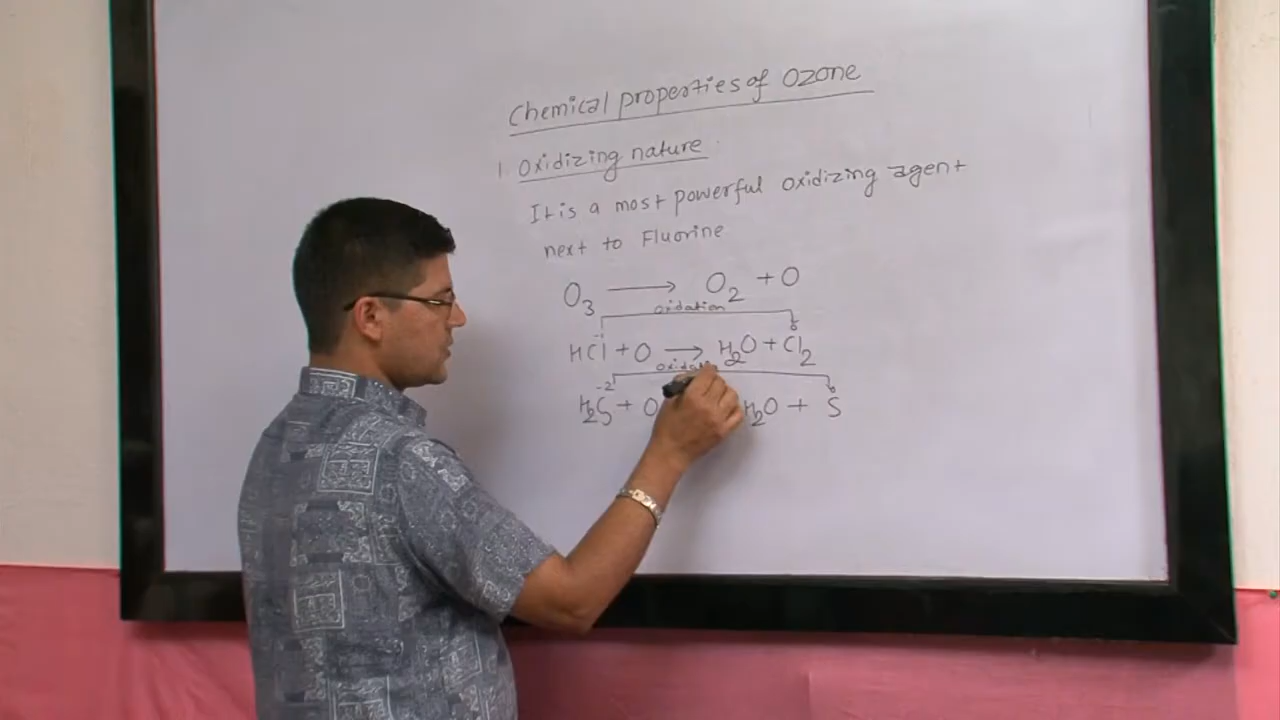 Chemical properties of Ozone
1. Oxidizing nature
It is a most powerful oxidizing agent
next to Fluorine
O3 ⟶ O2 + O
oxidation
-1 0
HCl + O ⟶ H2O + Cl2
-2 0
H2S + O H2O + S